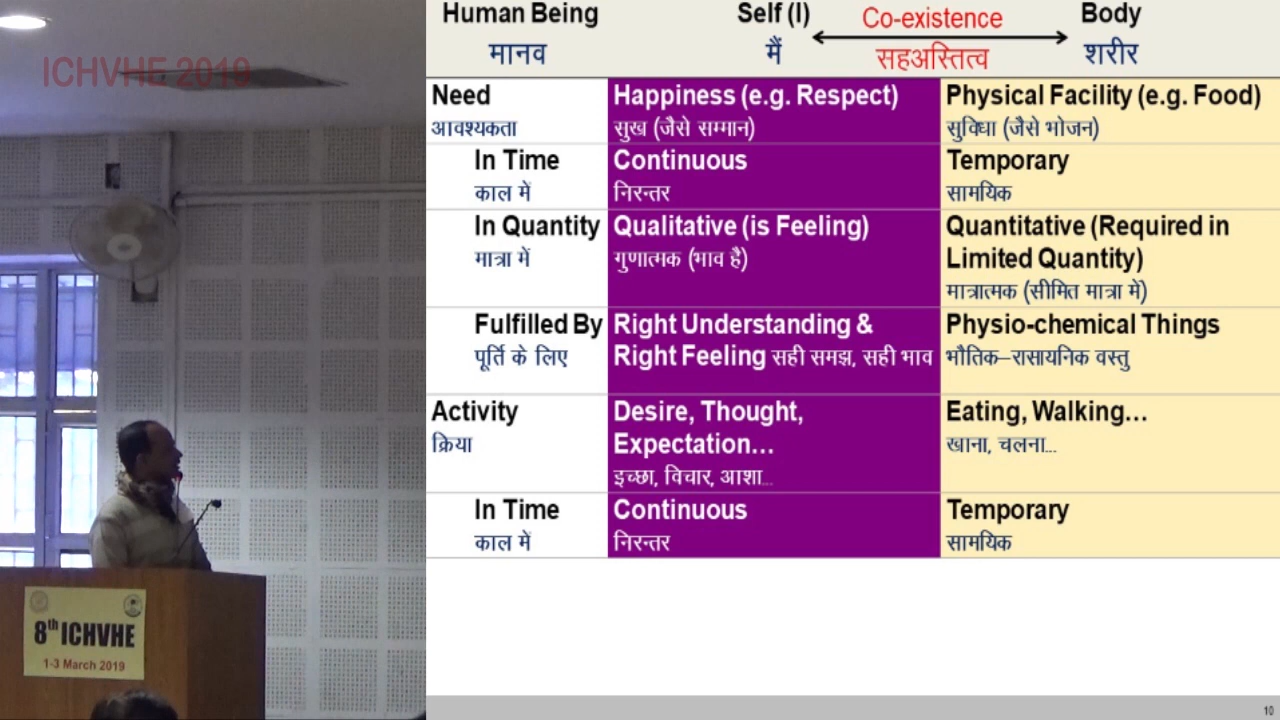 ICHVHE 2019
8th ICHVHE
1-3 March 2019
Human Being Self (I) Co-existence Body
मानव मैं सहअस्तित्व शरीर
Need Happiness (e.g. Respect) Physical Facility (e.g. Food)
आवश्यकता सुख (जैसे सम्मान) सुविधा (जैसे भोजन)
In Time Continuous Temporary
काल में निरन्तर सामयिक
In Quantity Qualitative (is Feeling) Quantitative (Required in
Limited Quantity)
मात्रा में गुणात्मक (भाव है) मात्रात्मक (सीमित मात्रा में)
Fulfilled By Right Understanding & Physio-chemical Things
पूर्ति के लिए Right Feeling सही समझ, सही भाव भौतिक–रासायनिक वस्तु
Activity Desire, Thought, Eating, Walking...
क्रिया Expectation... खाना, चलना...
इच्छा, विचार, आशा...
In Time Continuous Temporary
काल में निरन्तर सामयिक
10